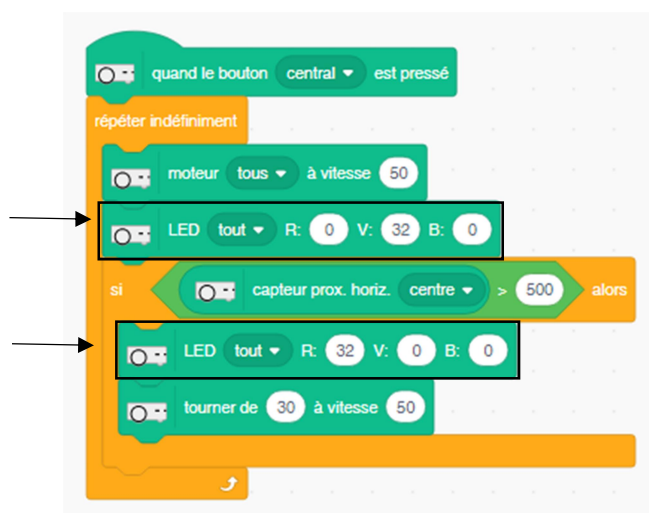 quand le bouton central est pressé
répéter indéfiniment
moteur tous à vitesse 50
LED tout R: 0 V: 32 B: 0
si capteur prox. horiz. centre > 500 alors
LED tout R: 32 V: 0 B: 0
tourner de 30 à vitesse 50